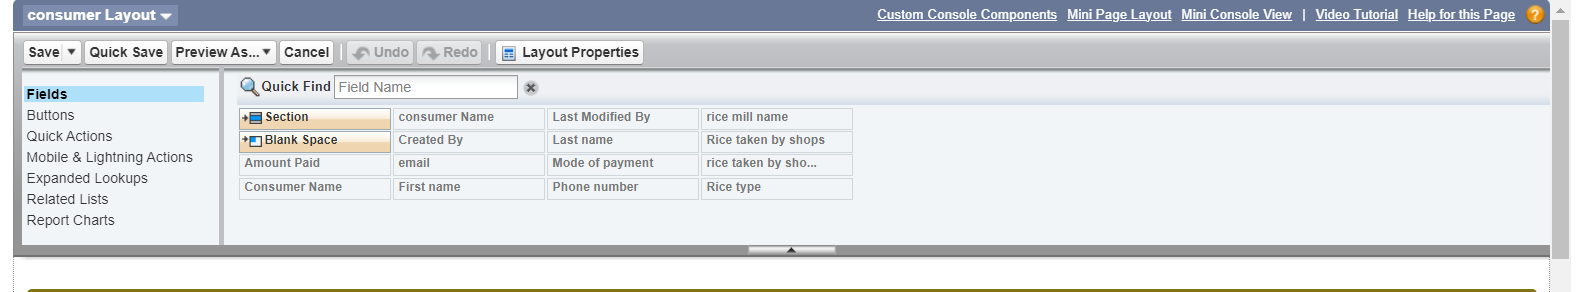 consumer Layout
Custom Console Components Mini Page Layout Mini Console View | Video Tutorial Help for this Page
Save Quick Save Preview As... Cancel Undo Redo Layout Properties
Fields
Buttons
Quick Actions
Mobile & Lightning Actions
Expanded Lookups
Related Lists
Report Charts
Quick Find Field Name
Section consumer Name Last Modified By rice mill name
Blank Space Created By Last name Rice taken by shops
Amount Paid email Mode of payment rice taken by sho...
Consumer Name First name Phone number Rice type